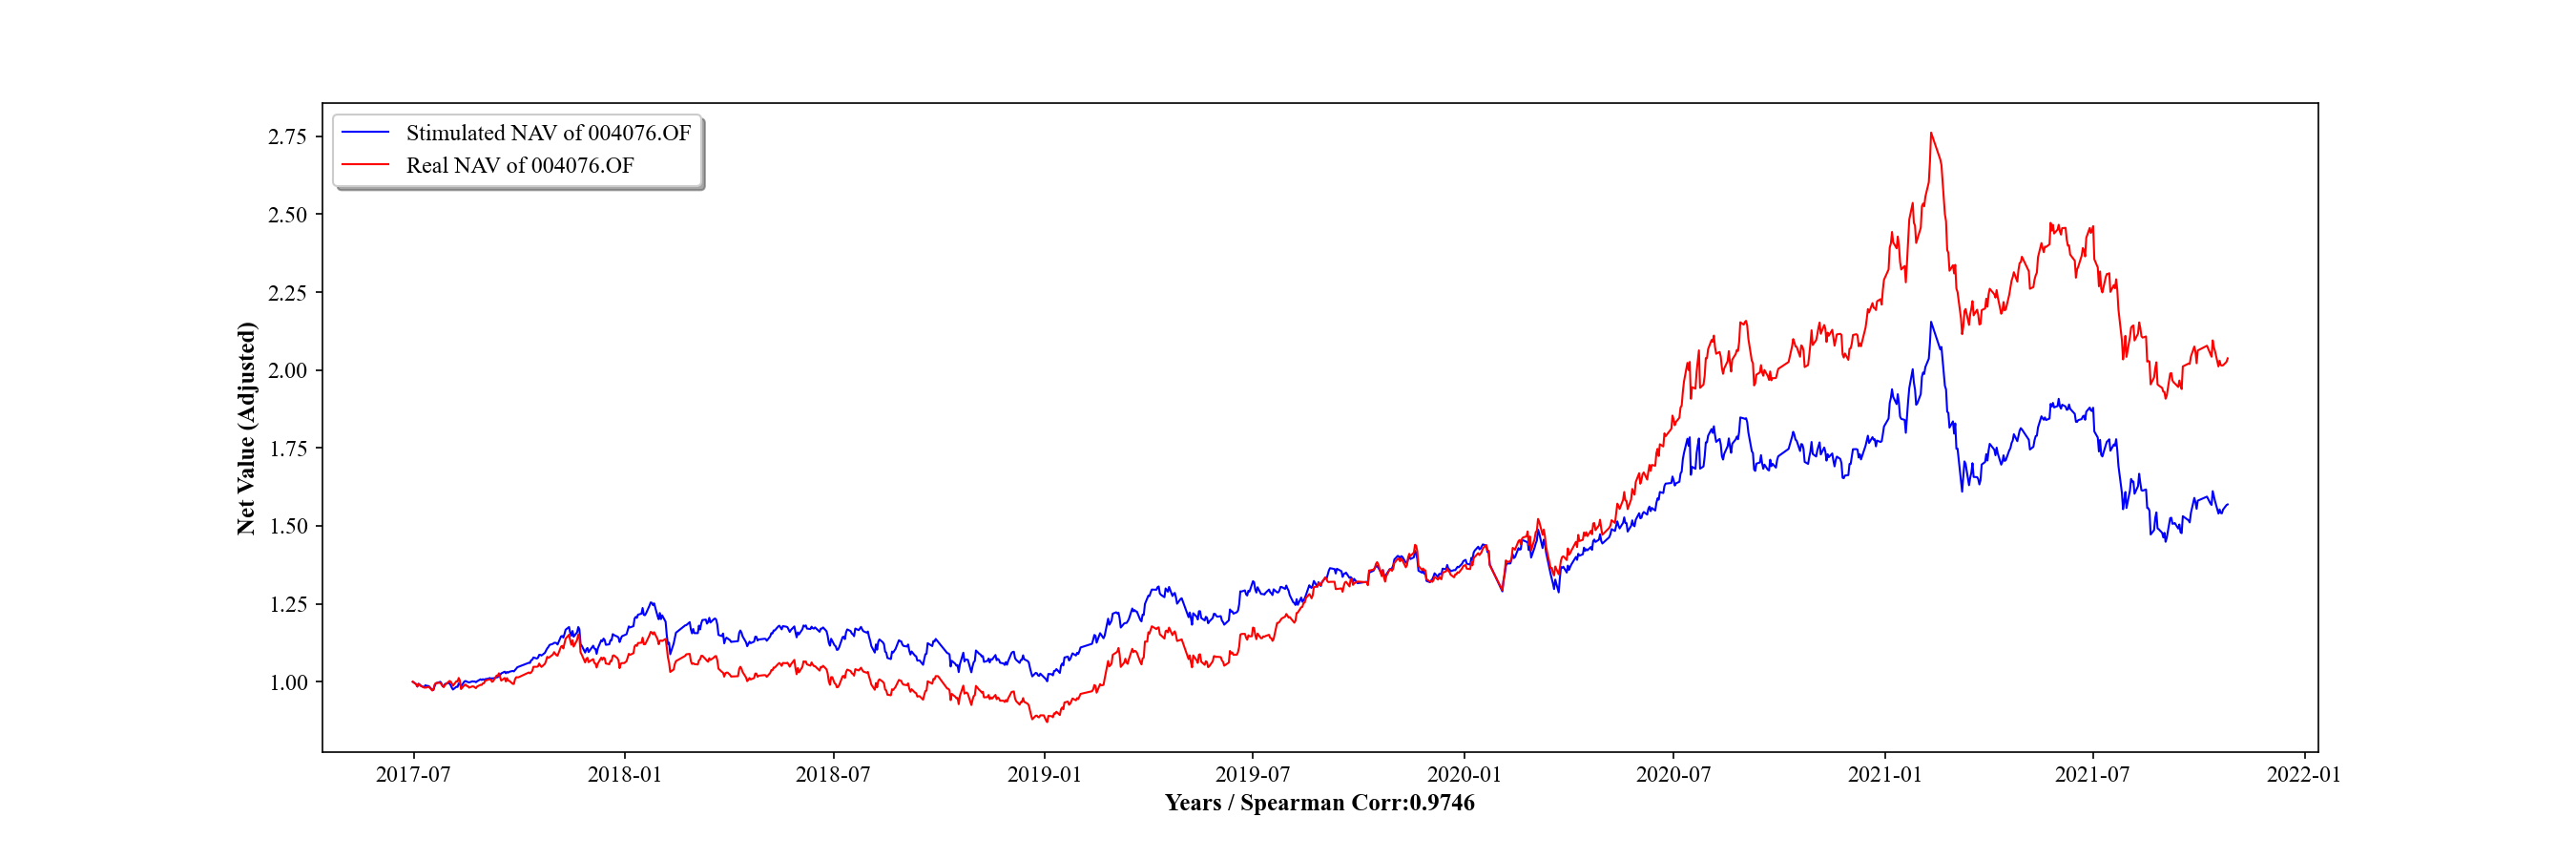 Stimulated NAV of 004076.OF
Real NAV of 004076.OF
2.75
2.50
2.25
2.00
1.75
1.50
1.25
1.00
Net Value (Adjusted)
2017-07 2018-01 2018-07 2019-01 2019-07 2020-01 2020-07 2021-01 2021-07 2022-01
Years / Spearman Corr:0.9746